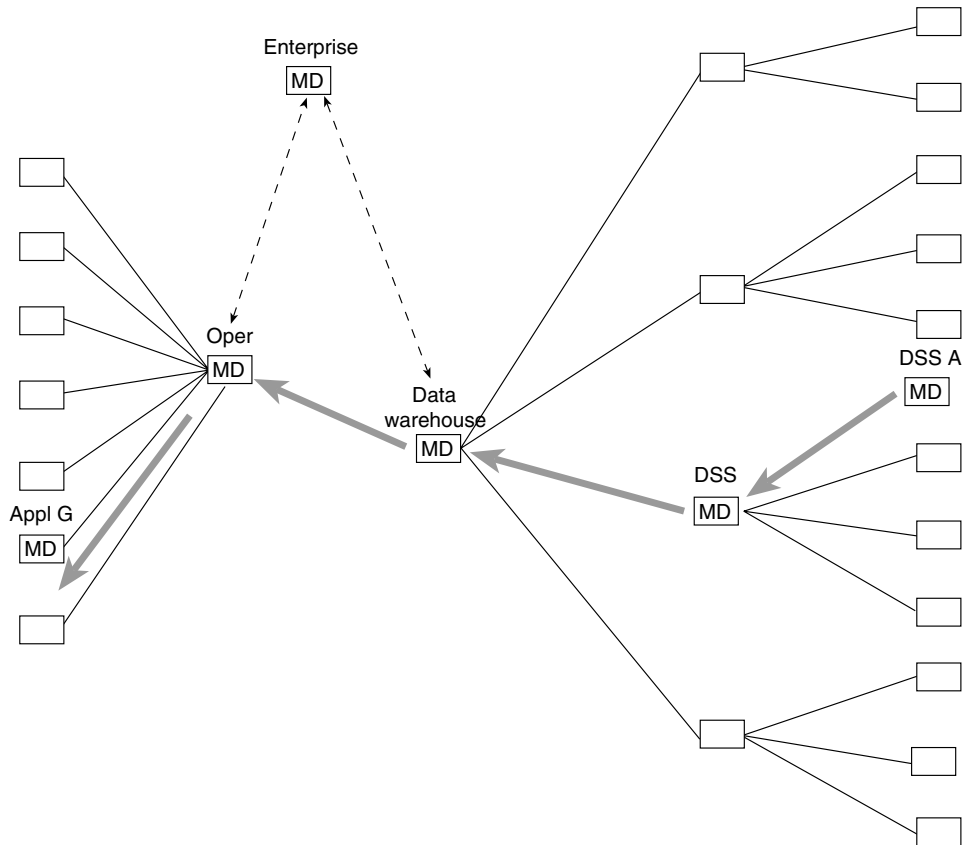 Enterprise
MD
Oper
MD
Data
warehouse
MD
DSS A
MD
DSS
MD
Appl G
MD